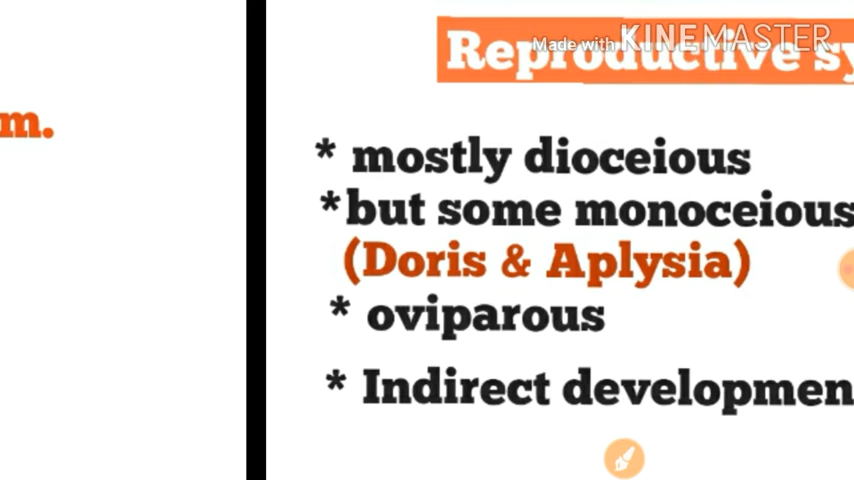 Reproductive sy
Made with KINEMASTER
m.
* mostly dioceious
*but some monoceious
(Doris & Aplysia)
* oviparous
* Indirect developmen